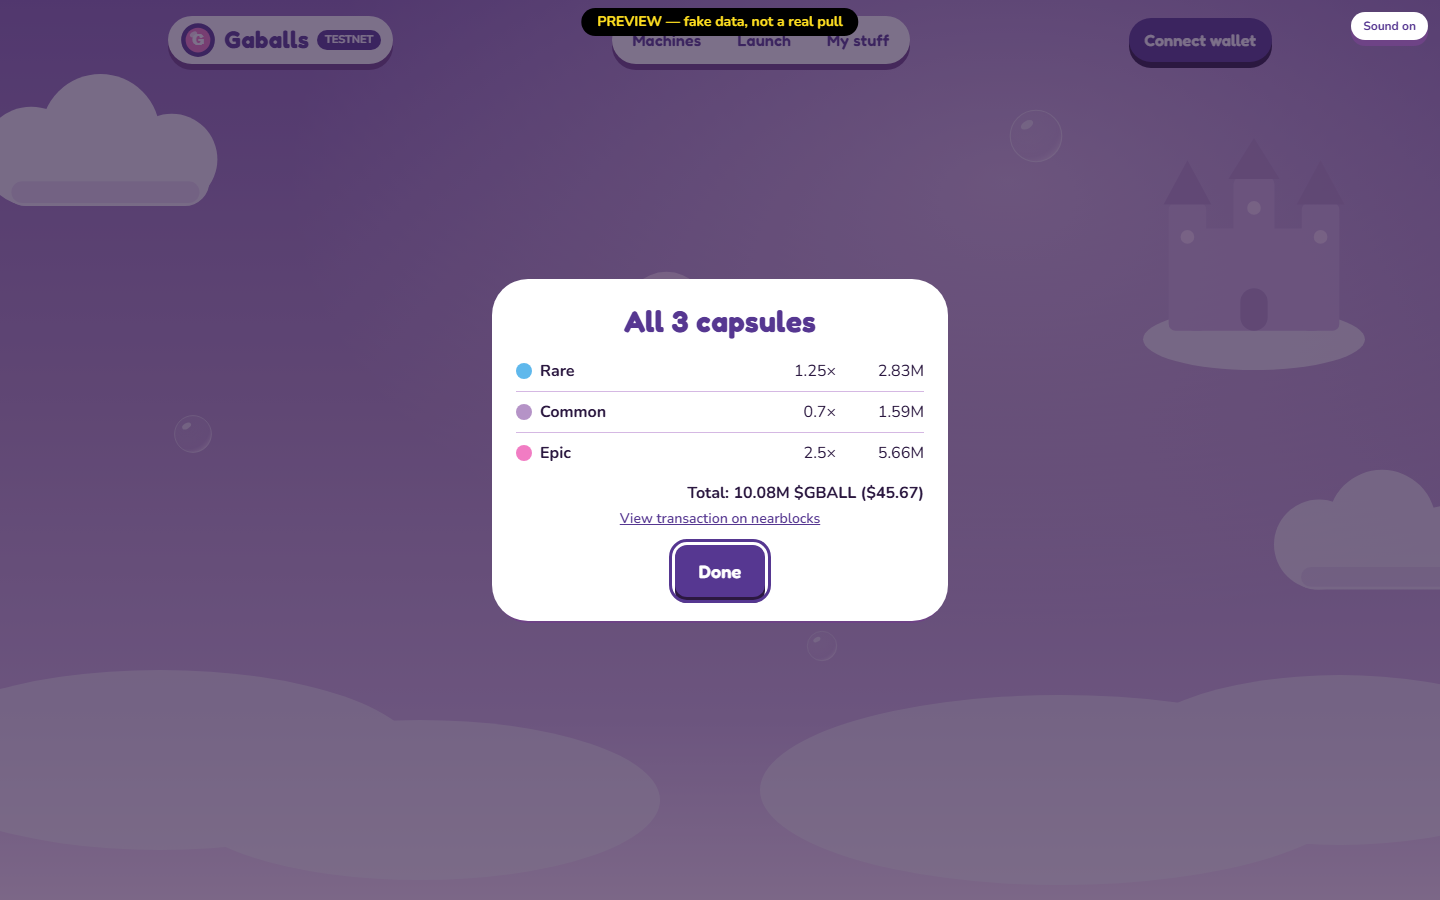 PREVIEW — fake data, not a real pull
Sound on
G Gaballs TESTNET
Machines Launch My stuff
Connect wallet
All 3 capsules
Rare 1.25× 2.83M
Common 0.7× 1.59M
Epic 2.5× 5.66M
Total: 10.08M $GBALL ($45.67)
View transaction on nearblocks
Done